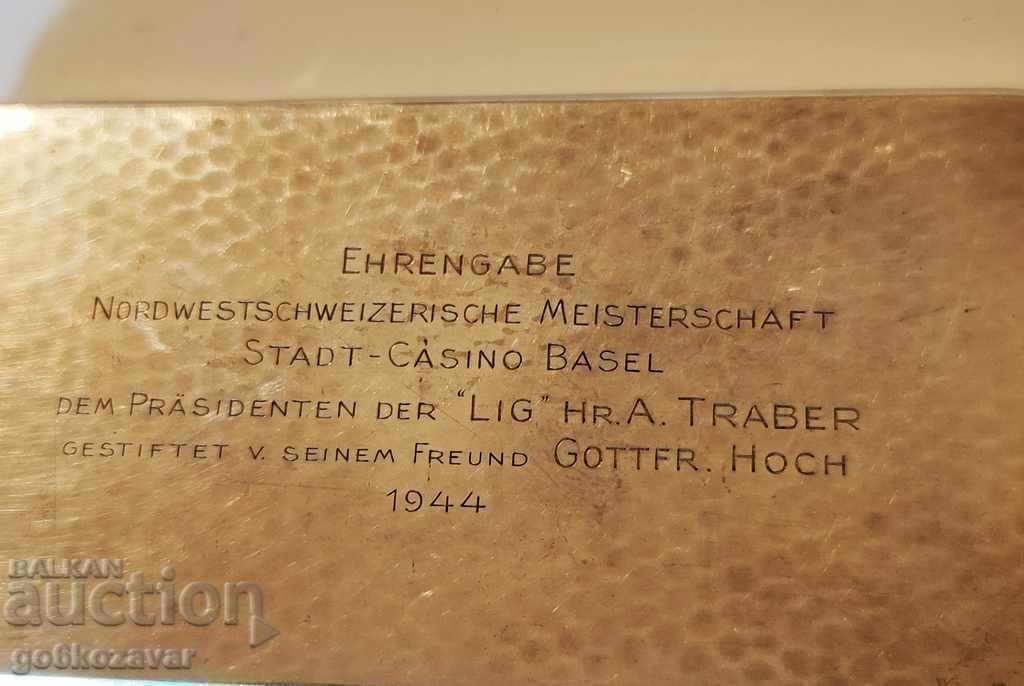 EHRENGABE
NORDWESTSCHWEIZERISCHE MEISTERSCHAFT
STADT-CASINO BASEL
DEM PRÄSIDENTEN DER "LIG" HR. A. TRABER
GESTIFTET V. SEINEM FREUND GOTTFR. HOCH
1944
BALKAN
auction
go6kozavar